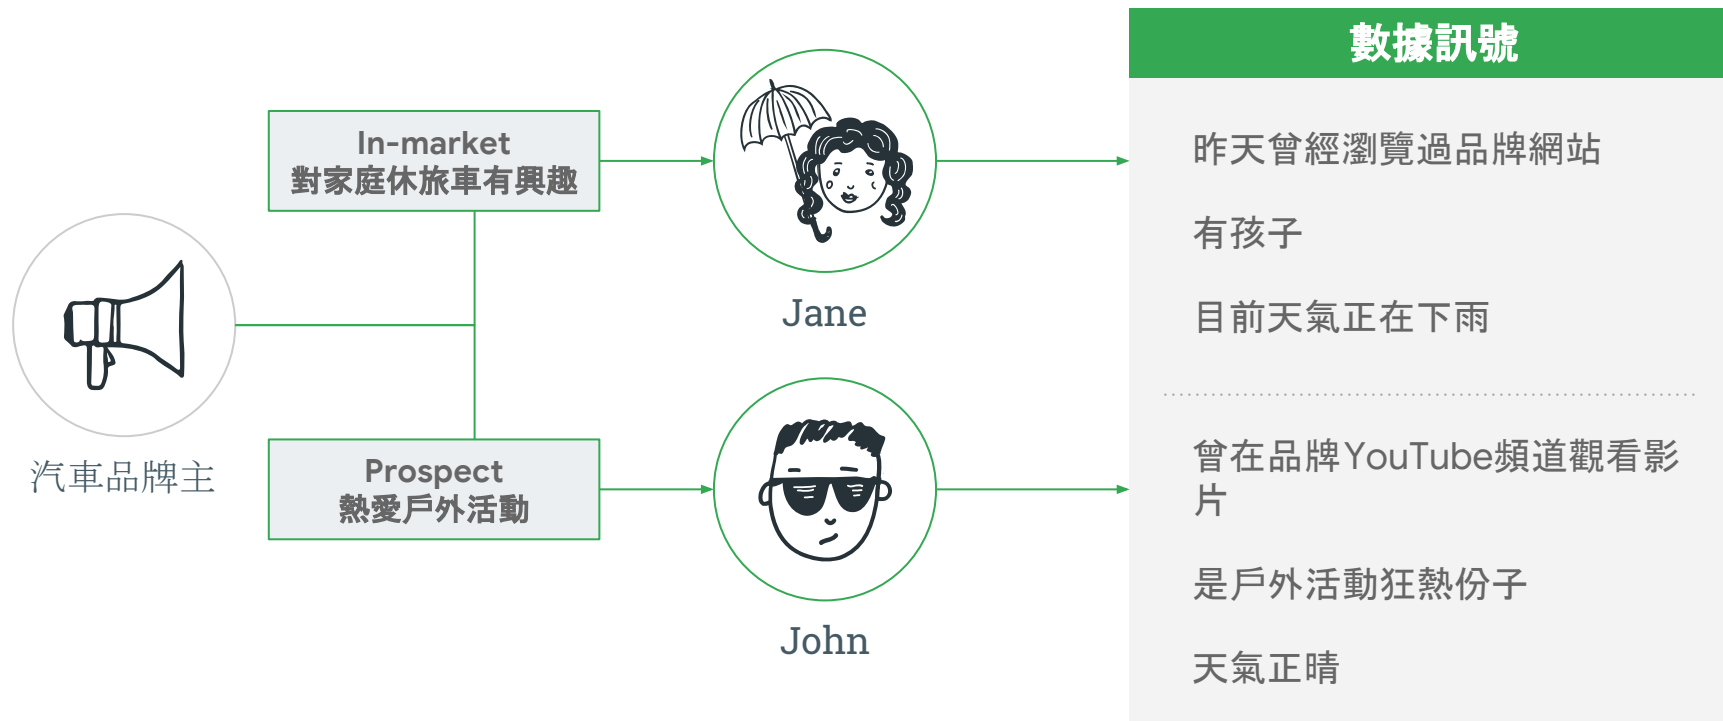 數據訊號
In-market
對家庭休旅車有興趣
Jane
昨天曾經瀏覽過品牌網站
有孩子
目前天氣正在下雨
汽車品牌主
Prospect
熱愛戶外活動
John
曾在品牌YouTube頻道觀看影
片
是戶外活動狂熱份子
天氣正晴